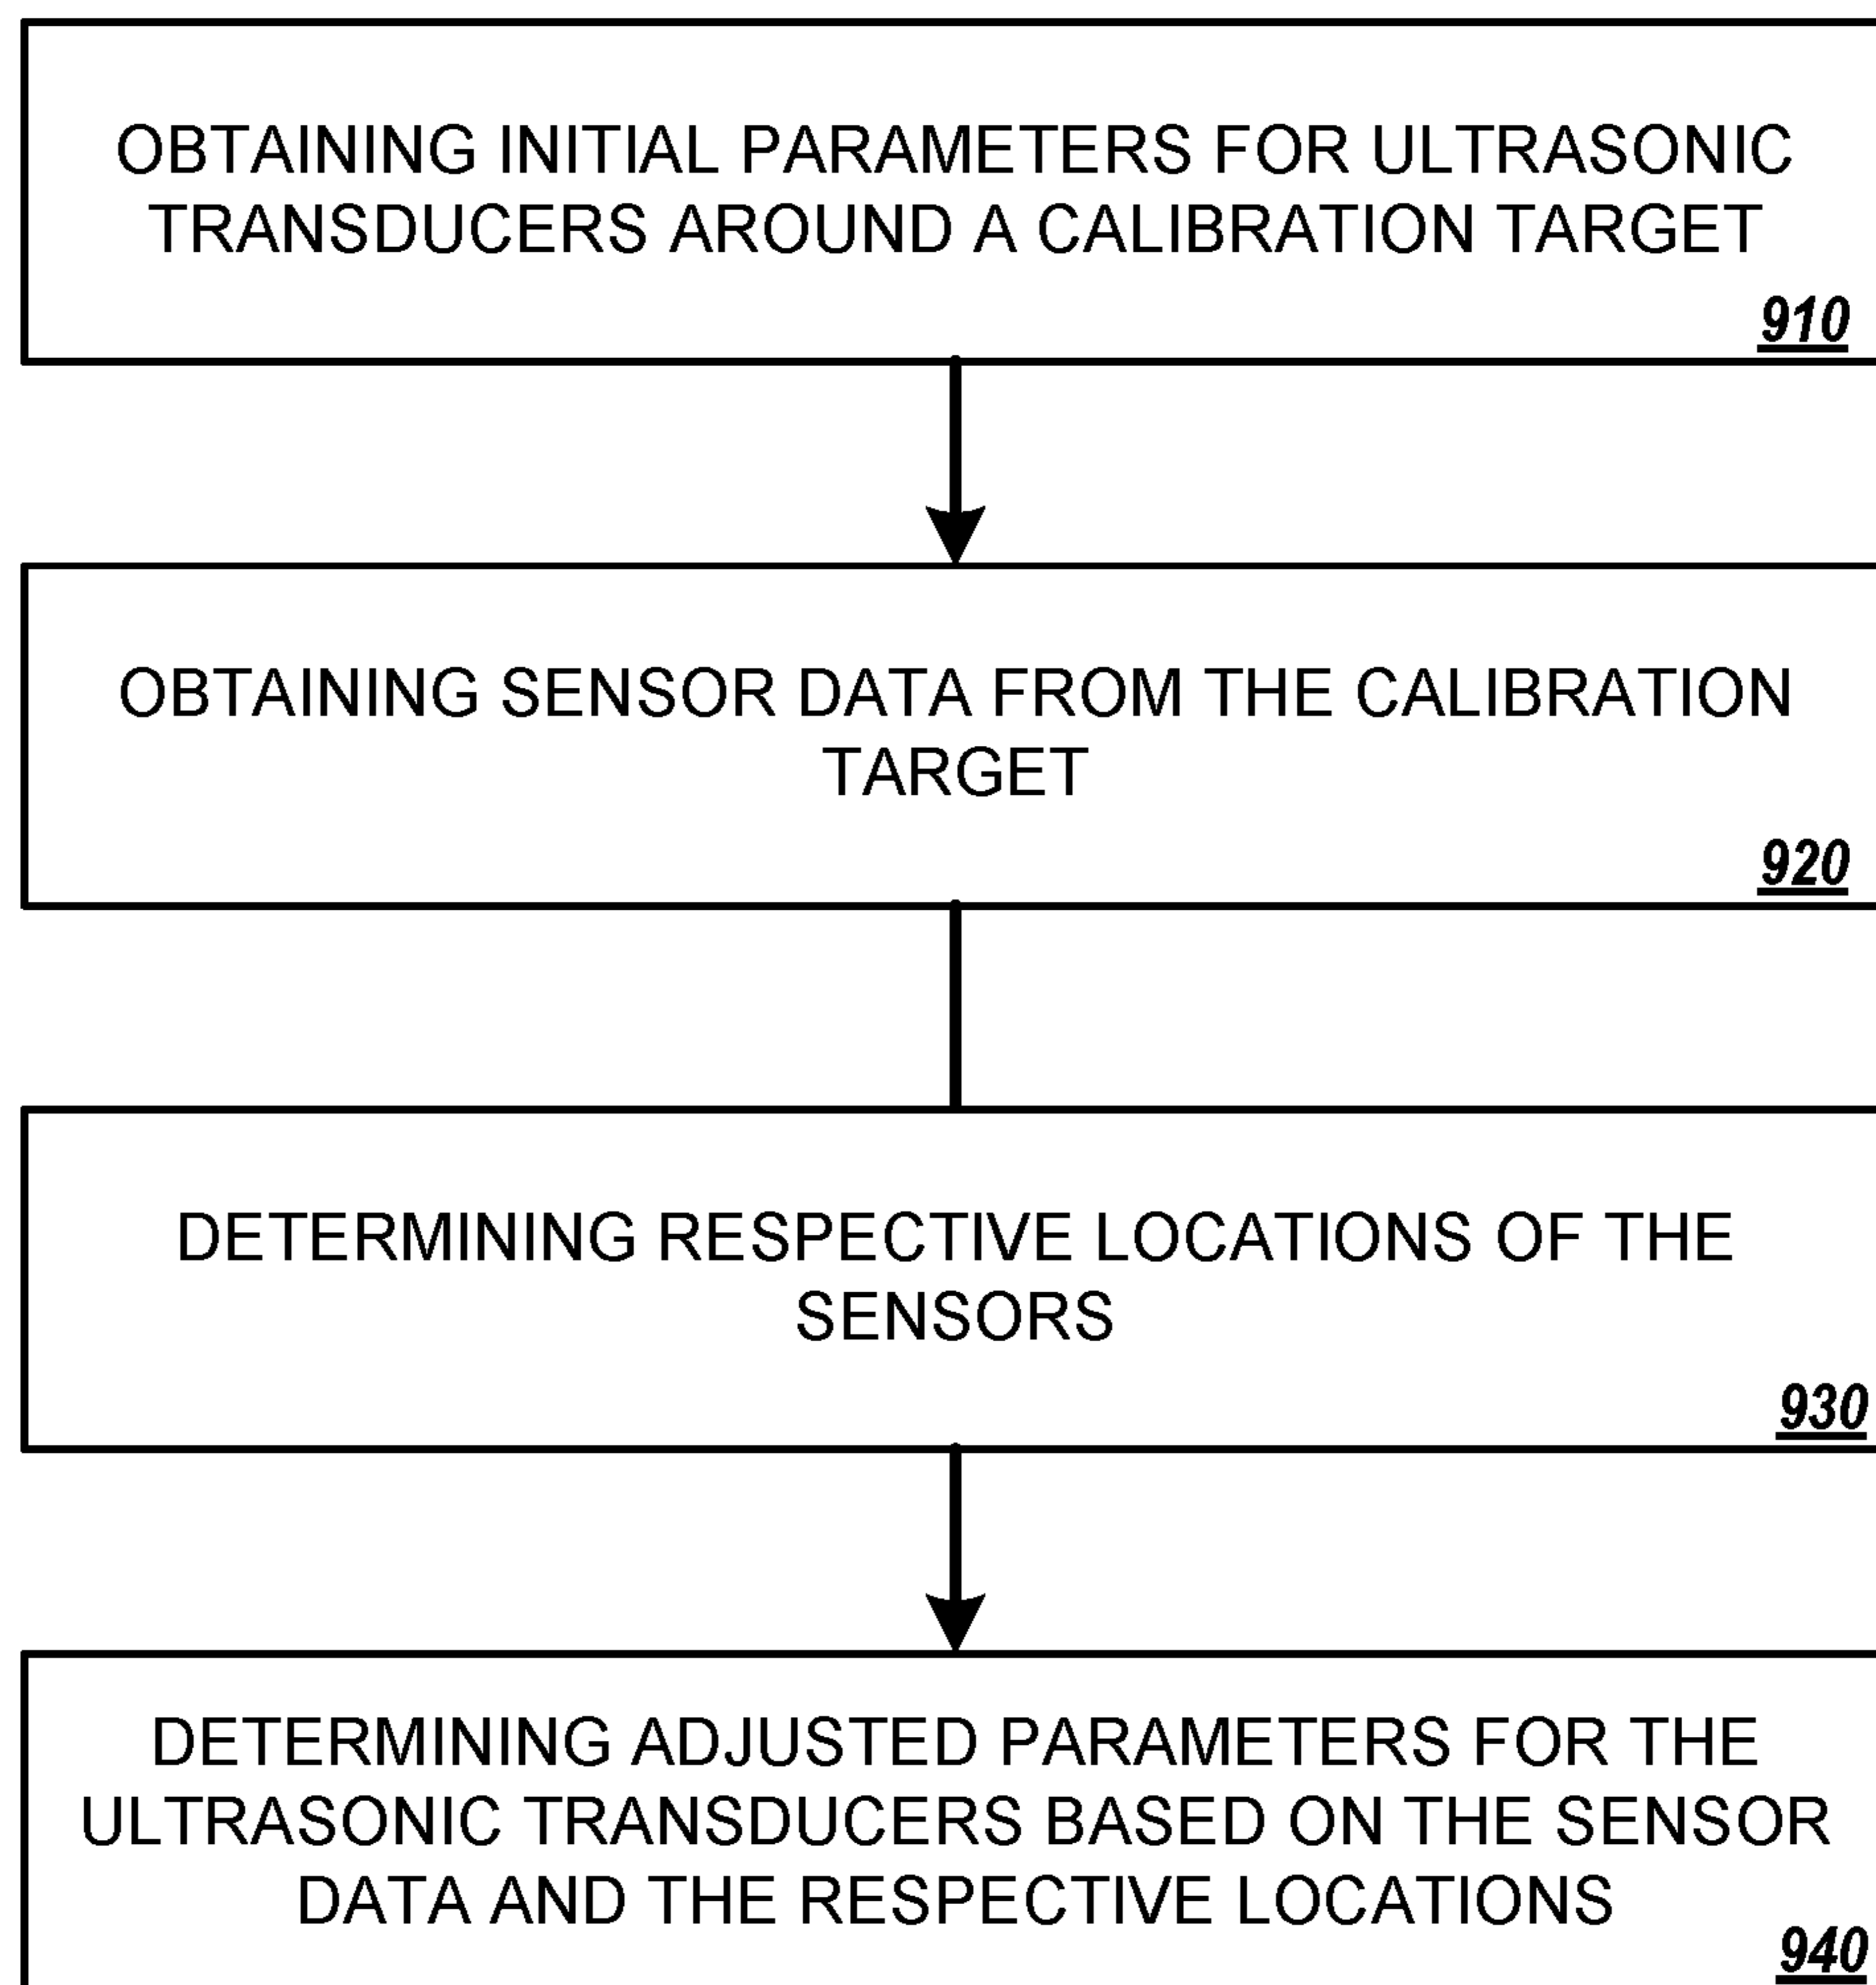 OBTAINING INITIAL PARAMETERS FOR ULTRASONIC
TRANSDUCERS AROUND A CALIBRATION TARGET
910
OBTAINING SENSOR DATA FROM THE CALIBRATION
TARGET
920
DETERMINING RESPECTIVE LOCATIONS OF THE
SENSORS
930
DETERMINING ADJUSTED PARAMETERS FOR THE
ULTRASONIC TRANSDUCERS BASED ON THE SENSOR
DATA AND THE RESPECTIVE LOCATIONS
940